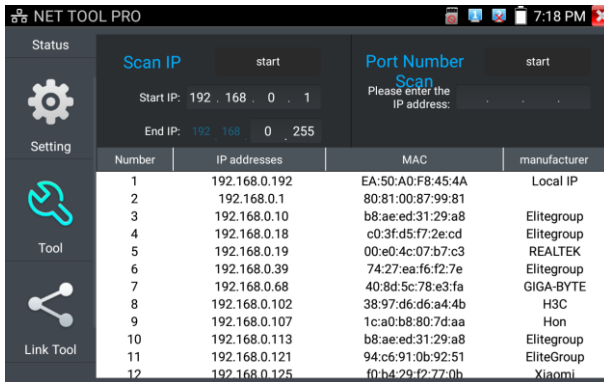 NET TOOL PRO
7:18 PM
Status
Setting
Tool
Link Tool
Scan IP
start
Start IP: 192 . 168 . 0 . 1
End IP: 192 . 168 . 0 . 255
Port Number Scan
start
Please enter the
IP address: . . .
Number IP addresses MAC manufacturer
1 192.168.0.192 EA:50:A0:F8:45:4A Local IP
2 192.168.0.1 80:81:00:87:99:81
3 192.168.0.10 b8:ae:ed:31:29:a8 Elitegroup
4 192.168.0.18 c0:3f:d5:f7:2e:cd Elitegroup
5 192.168.0.19 00:e0:4c:07:b7:c3 REALTEK
6 192.168.0.39 74:27:ea:f6:f2:7e Elitegroup
7 192.168.0.68 40:8d:5c:78:e3:fa GIGA-BYTE
8 192.168.0.102 38:97:d6:d6:a4:4b H3C
9 192.168.0.107 1c:a0:b8:80:7d:aa Hon
10 192.168.0.113 b8:ae:ed:31:29:a8 Elitegroup
11 192.168.0.121 94:c6:91:0b:92:51 EliteGroup
12 192.168.0.125 f0:b4:29:f2:77:0b Xiaomi